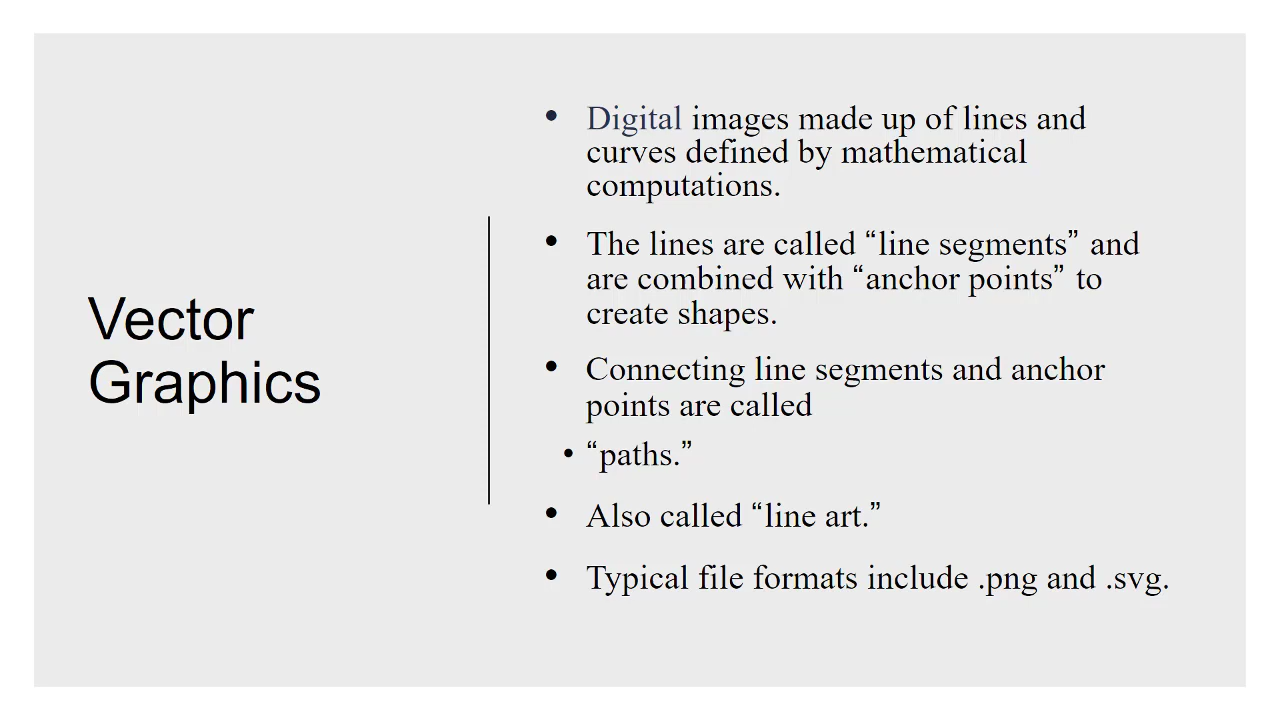 Vector
Graphics
• Digital images made up of lines and
curves defined by mathematical
computations.
• The lines are called “line segments” and
are combined with “anchor points” to
create shapes.
• Connecting line segments and anchor
points are called
• “paths.”
• Also called “line art.”
• Typical file formats include .png and .svg.